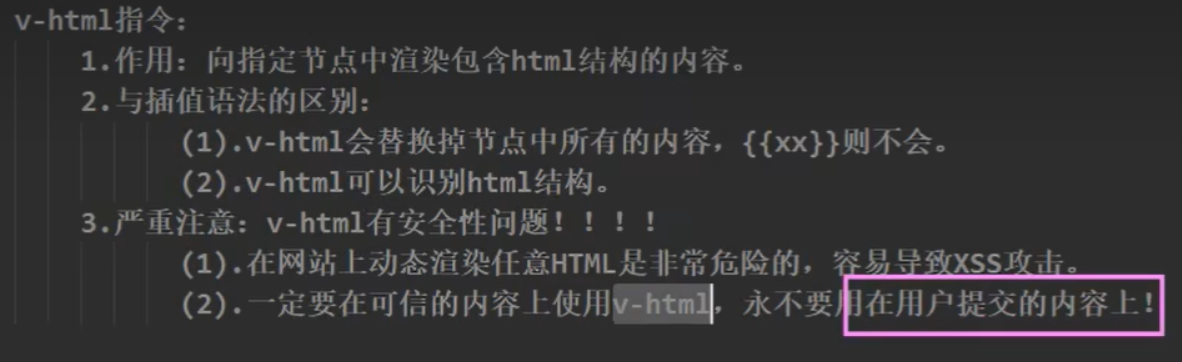 v-html指令：
1.作用：向指定节点中渲染包含html结构的内容。
2.与插值语法的区别：
(1).v-html会替换掉节点中所有的内容，{{xx}}则不会。
(2).v-html可以识别html结构。
3.严重注意：v-html有安全性问题！！！！
(1).在网站上动态渲染任意HTML是非常危险的，容易导致XSS攻击。
(2).一定要在可信的内容上使用v-html，永不要用在用户提交的内容上！